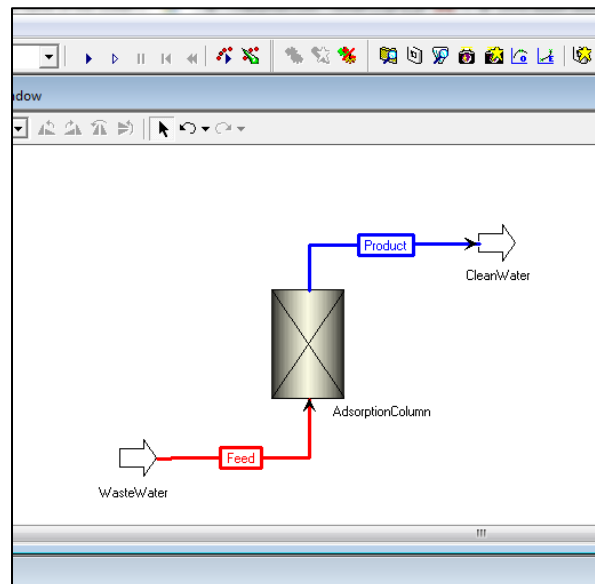 ndow
Product
CleanWater
AdsorptionColumn
Feed
WasteWater